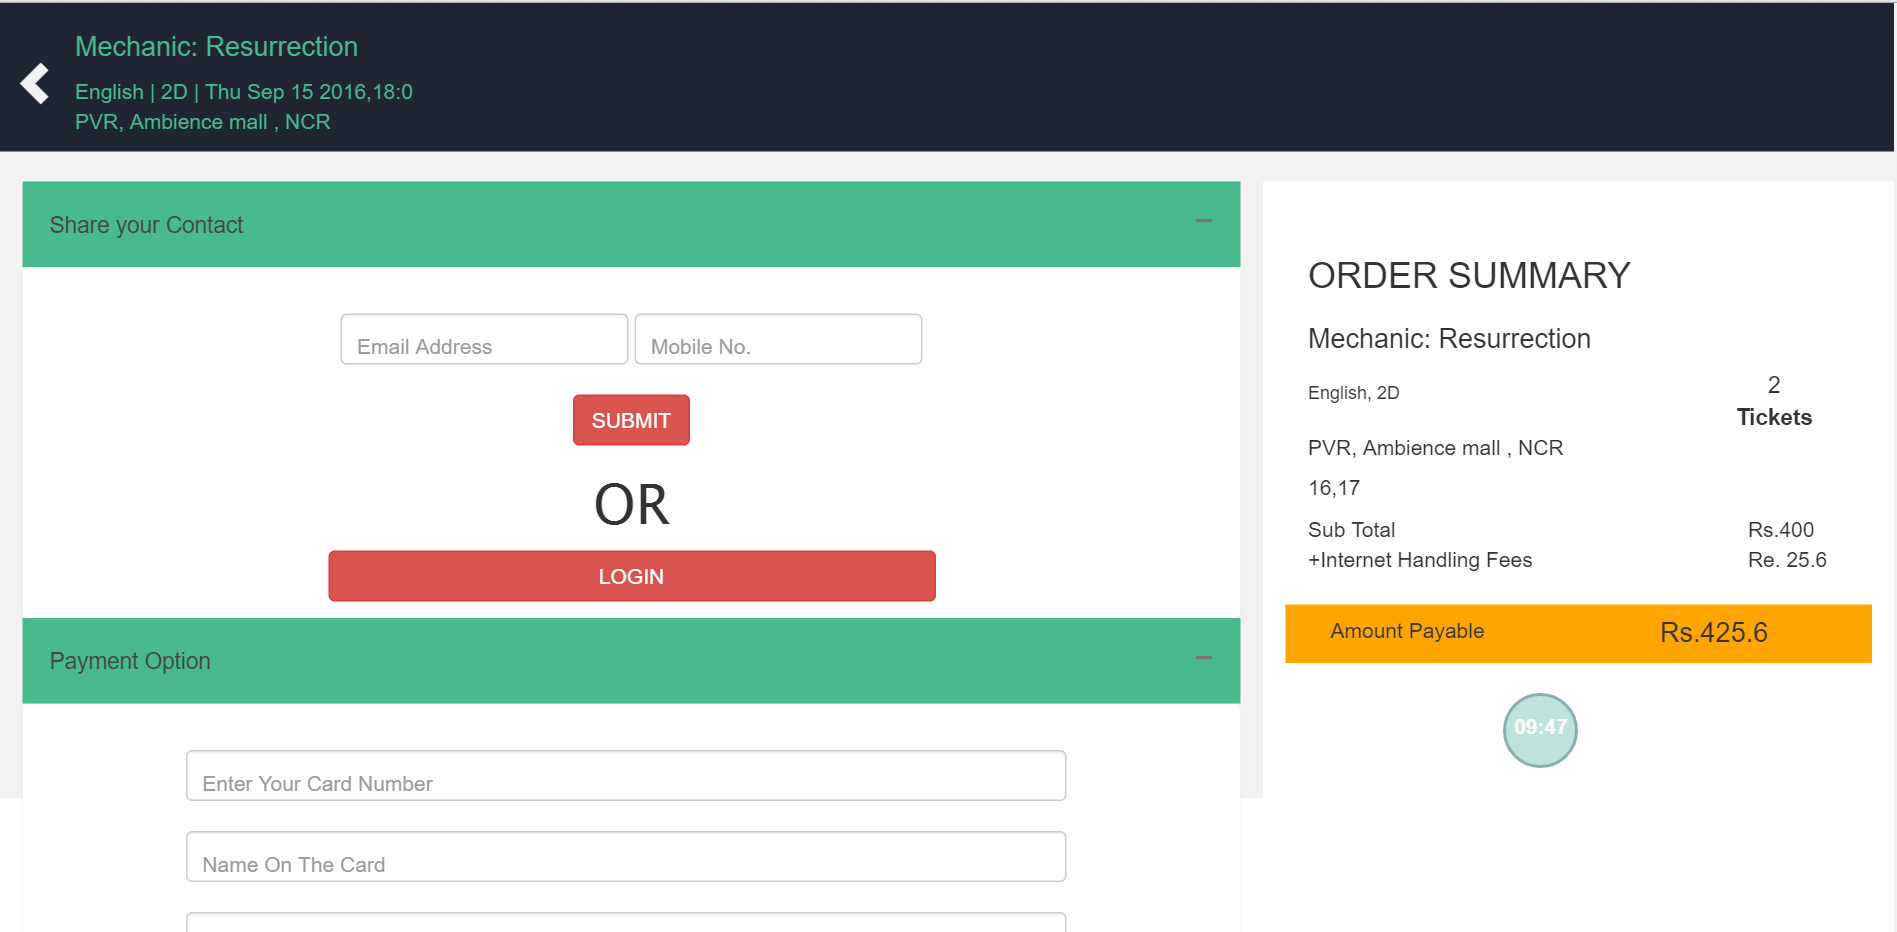 Mechanic: Resurrection
English | 2D | Thu Sep 15 2016,18:0
PVR, Ambience mall , NCR
Share your Contact
Email Address
Mobile No.
SUBMIT
OR
LOGIN
Payment Option
Enter Your Card Number
Name On The Card
ORDER SUMMARY
Mechanic: Resurrection
English, 2D
2
Tickets
PVR, Ambience mall , NCR
16,17
Sub Total Rs.400
+Internet Handling Fees Re. 25.6
Amount Payable Rs.425.6
09:47